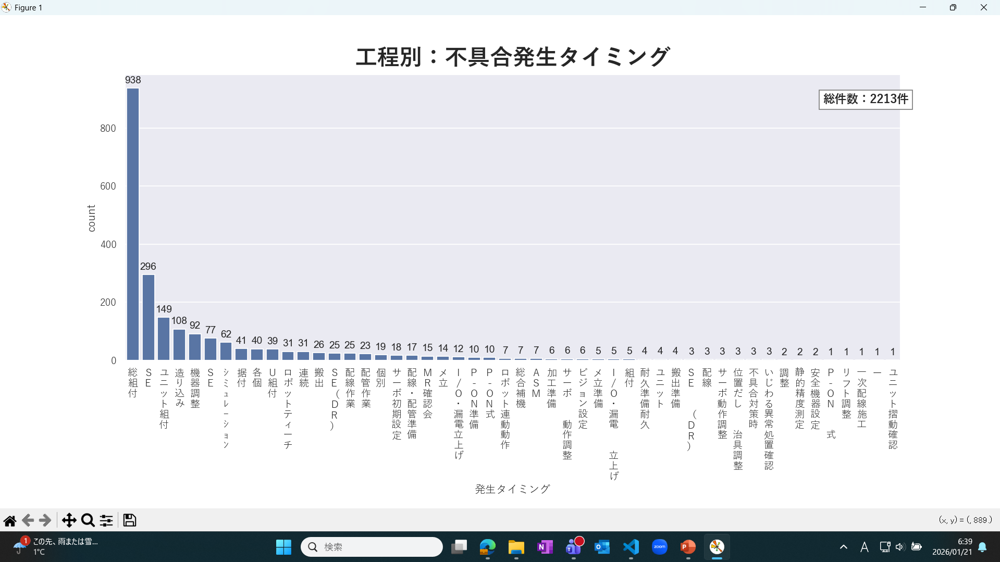 Figure 1
工程別：不具合発生タイミング
総件数：2213件
938
296
149
108
92
77
62
41
40
39
31
31
26
25
25
23
19
18
17
15
14
12
10
10
7
7
7
6
6
6
5
5
5
4
4
4
3
3
3
3
3
3
2
2
2
1
1
1
1
1
800
600
400
200
0
count
総組付
SE
ユニット組付
造り込み
機器調整
SE
ｼﾐｭﾚｰｼｮﾝ
据付
各個
U組付
ロボットティーチ
連続
搬出
SE(DR)
配線作業
配管作業
個別
サーボ初期設定
配線・配管準備
MR確認会
メ立
I/O・漏電立上げ
P-ON準備
P-ON式
ロボット連動動作
総合補機
ASM
加工準備
サーボ　動作調整
ビジョン設定
メ立準備
I/O・漏電　立上げ
組付
耐久準備耐久
ユニット
搬出準備
SE　(DR)
配線
サーボ動作調整
位置だし　治具調整
不具合対策時
いじわる異常処置確認
調整
静的精度測定
安全機器設定
P-ON　式
リフト調整
一次配線施工
ー
ユニット摺動確認
発生タイミング
(x, y) = (, 889.)
1
この先、雨または雪...
1°C
検索
zoom
A
6:39
2026/01/21